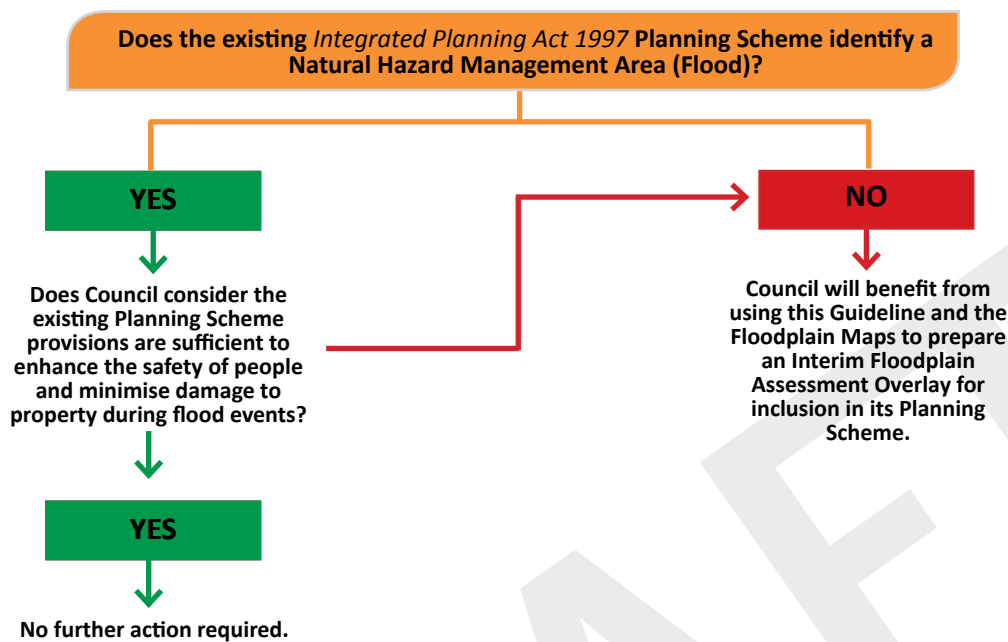 Does the existing Integrated Planning Act 1997 Planning Scheme identify a
Natural Hazard Management Area (Flood)?
YES
NO
Does Council consider the
existing Planning Scheme
provisions are sufficient to
enhance the safety of people
and minimise damage to
property during flood events?
Council will benefit from
using this Guideline and the
Floodplain Maps to prepare
an Interim Floodplain
Assessment Overlay for
inclusion in its Planning
Scheme.
YES
No further action required.